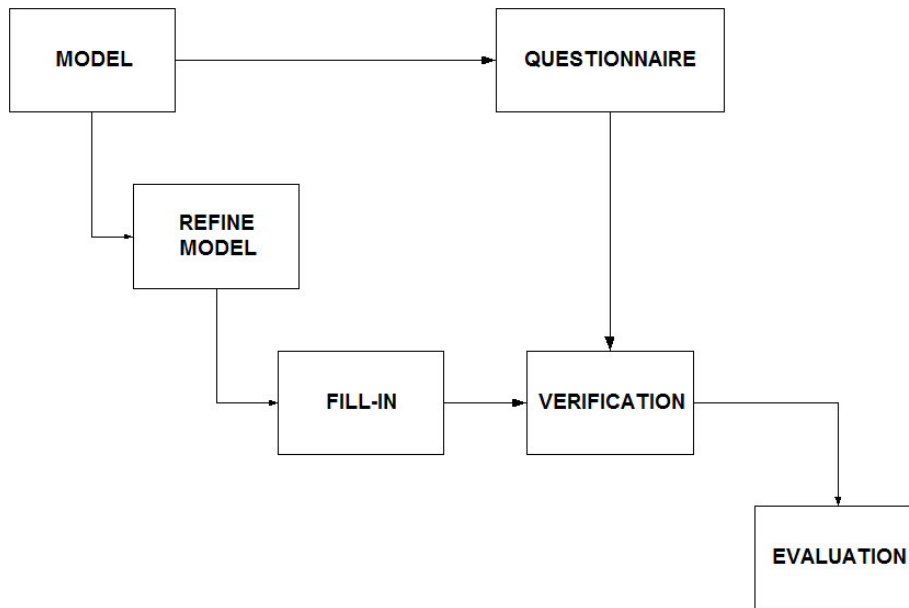 MODEL
QUESTIONNAIRE
REFINE
MODEL
FILL-IN
VERIFICATION
EVALUATION